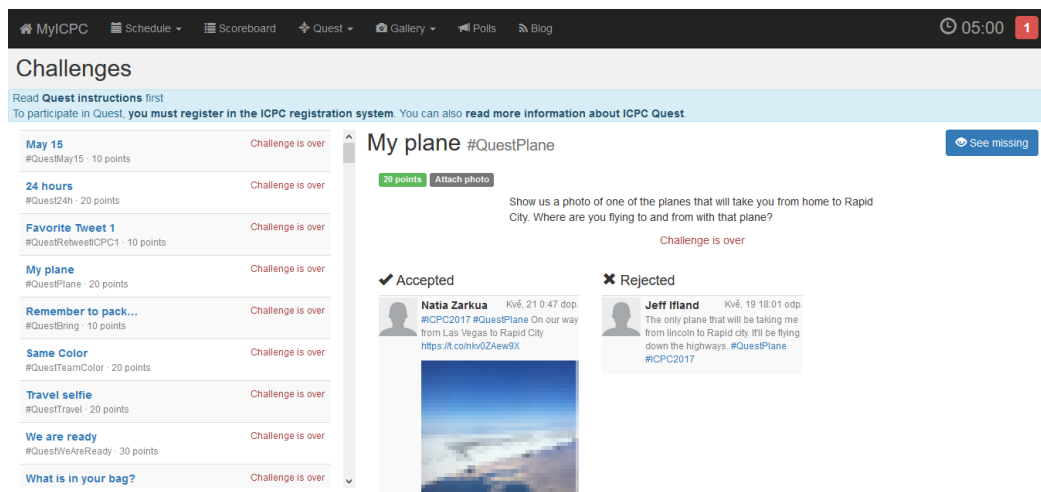 MyICPC Schedule Scoreboard Quest Gallery Polls Blog 05:00 1
Challenges
Read Quest instructions first
To participate in Quest, you must register in the ICPC registration system. You can also read more information about ICPC Quest.
May 15 Challenge is over
#QuestMay15 · 10 points
24 hours Challenge is over
#Quest24h · 20 points
Favorite Tweet 1 Challenge is over
#QuestRetweetICPC1 · 10 points
My plane Challenge is over
#QuestPlane · 20 points
Remember to pack... Challenge is over
#QuestBring · 10 points
Same Color Challenge is over
#QuestTeamColor · 20 points
Travel selfie Challenge is over
#QuestTravel · 20 points
We are ready Challenge is over
#QuestWeAreReady · 30 points
What is in your bag? Challenge is over
My plane #QuestPlane
See missing
20 points Attach photo
Show us a photo of one of the planes that will take you from home to Rapid
City. Where are you flying to and from with that plane?
Challenge is over
Accepted
Natia Zarkua Kvě, 21 0:47 dop.
#ICPC2017 #QuestPlane On our way
from Las Vegas to Rapid City
https://t.co/nkv0ZAew9X
Rejected
Jeff Ifland Kvě, 19 18:01 odp.
The only plane that will be taking me
from lincoln to Rapid city. It'll be flying
down the highways. #QuestPlane
#ICPC2017